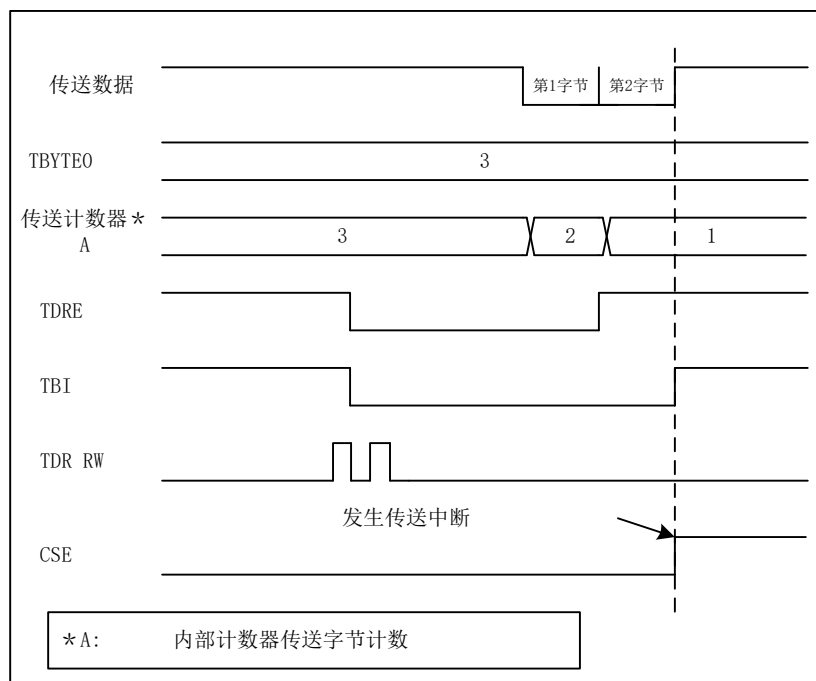 传送数据
第1字节 第2字节
TBYTE0
3
传送计数器*
A
3 2 1
TDRE
TBI
TDR RW
发生传送中断
CSE
*A: 内部计数器传送字节计数